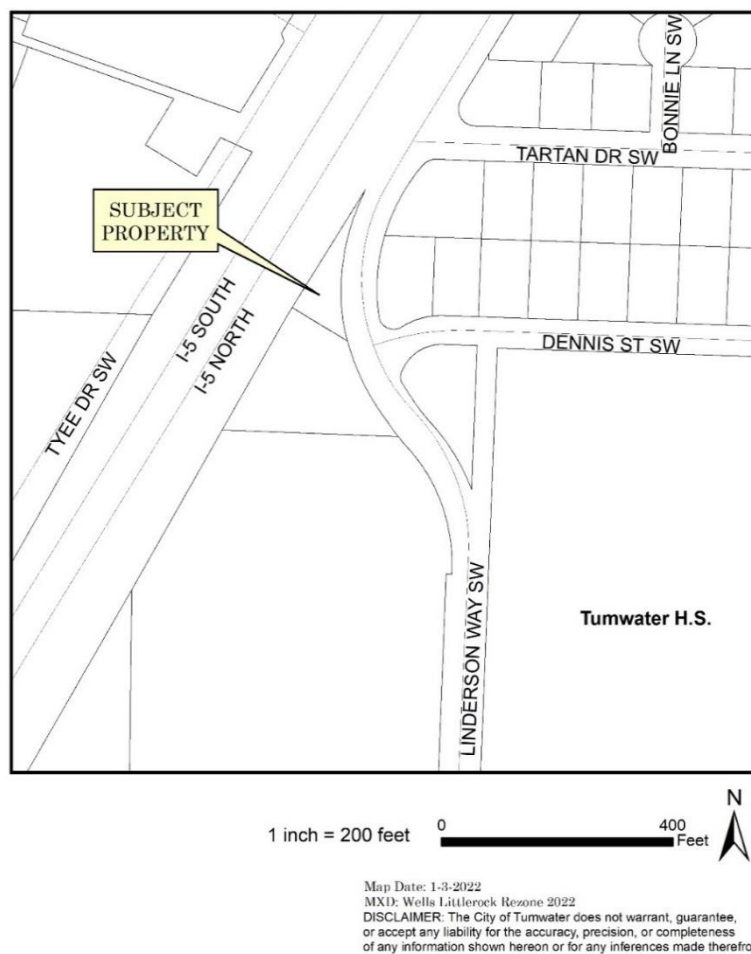 BONNIE LN SW
TARTAN DR SW
SUBJECT
PROPERTY
I-5 SOUTH
I-5 NORTH
DENNIS ST SW
TYEE DR SW
Tumwater H.S.
LINDERSON WAY SW
N
1 inch = 200 feet
0
400
Feet
Map Date: 1-3-2022
MXD: Wells Littlerock Rezone 2022
DISCLAIMER: The City of Tumwater does not warrant, guarantee,
or accept any liability for the accuracy, precision, or completeness
of any information shown hereon or for any inferences made therefro